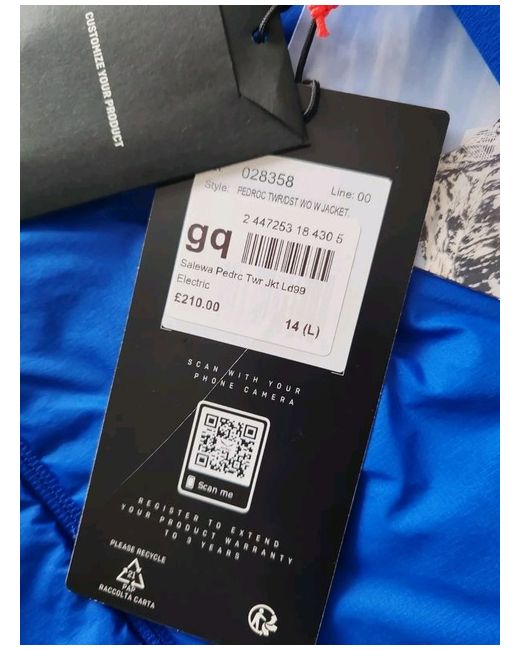 CUSTOMIZE YOUR PRODUCT
028358
Style: Line: 00
PEDROC TWR/DST WO W JACKET.
2 447253 18 430 5
gq
Salewa Pedrc Twr Jkt Ld99
Electric
£210.00
14 (L)
SCAN WITH YOUR
PHONE CAMERA
Scan me
REGISTER TO EXTEND
YOUR PRODUCT WARRANTY
TO 3 YEARS
PLEASE RECYCLE
21
PAP
RACCOLTA CARTA